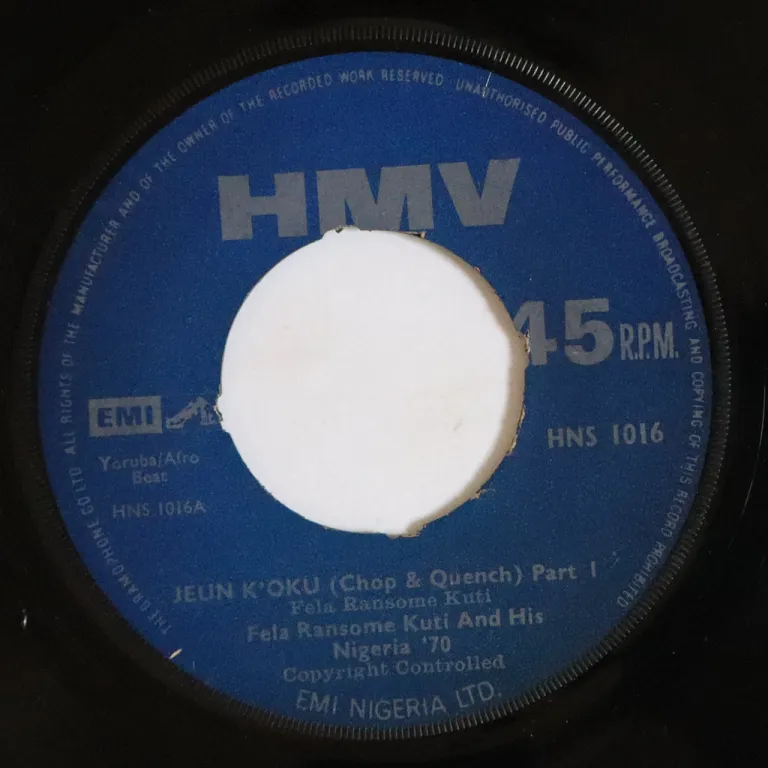 THE GRAMOPHONE CO LTD ALL RIGHTS OF THE MANUFACTURER AND OF THE OWNER OF THE RECORDED WORK RESERVED UNAUTHORISED PUBLIC PERFORMANCE BROADCASTING AND COPYING OF THIS RECORD PROHIBITED
HMV
45 R.P.M.
EMI
HNS 1016
Yoruba/Afro
Beat
HNS 1016A
JEUN K'OKU (Chop & Quench) Part 1
Fela Ransome Kuti
Fela Ransome Kuti And His
Nigeria '70
Copyright Controlled
EMI NIGERIA LTD.